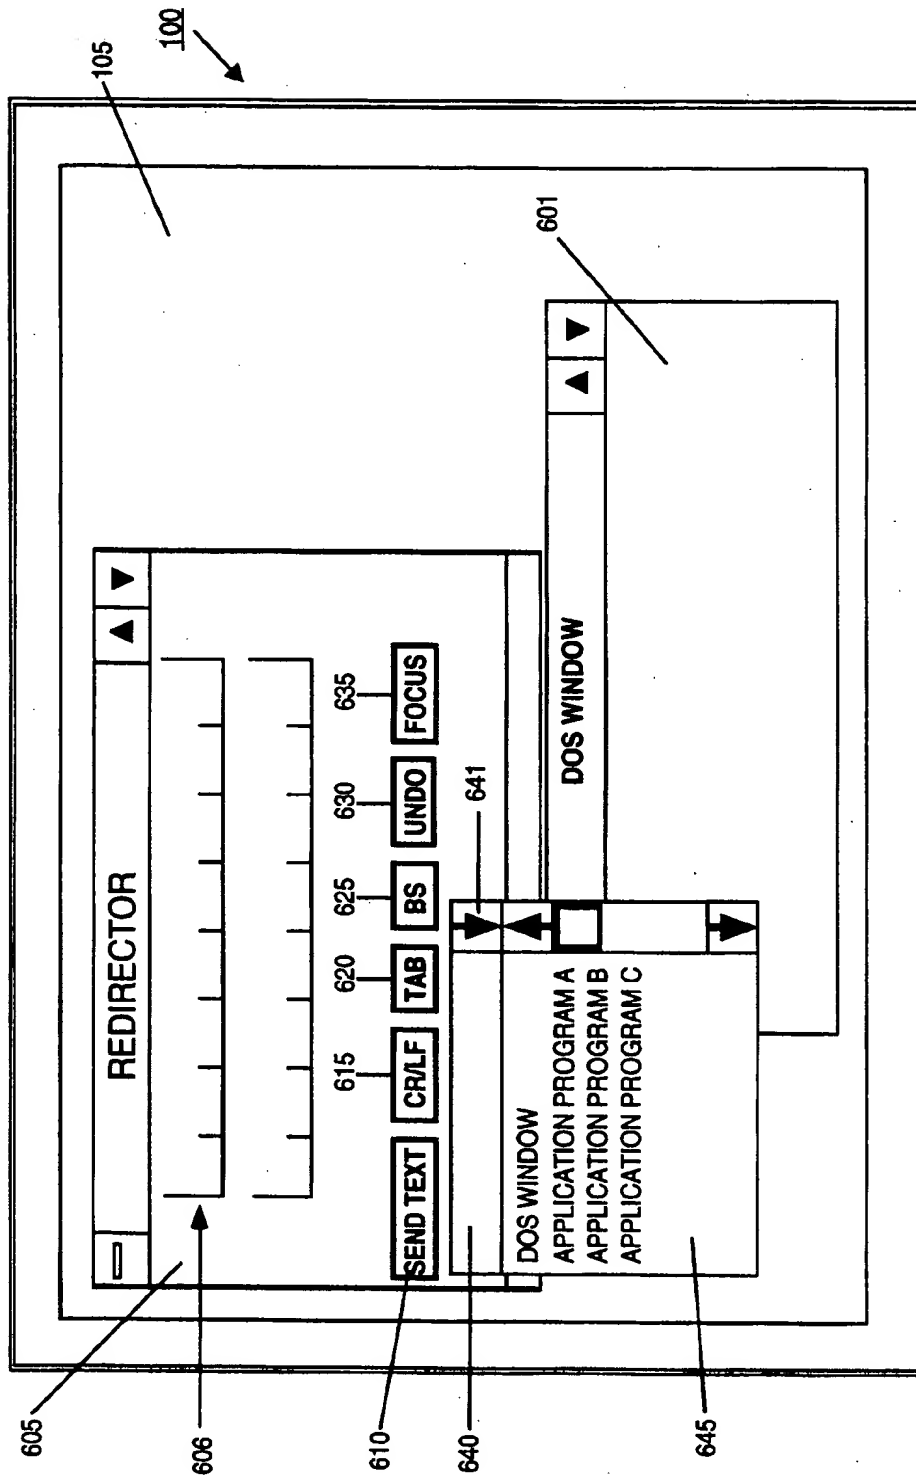 100
105
REDIRECTOR
605
606
615 620 625 630 635
SEND TEXT CR/LF TAB BS UNDO FOCUS
610
640
641
DOS WINDOW
APPLICATION PROGRAM A
APPLICATION PROGRAM B
APPLICATION PROGRAM C
645
DOS WINDOW
601